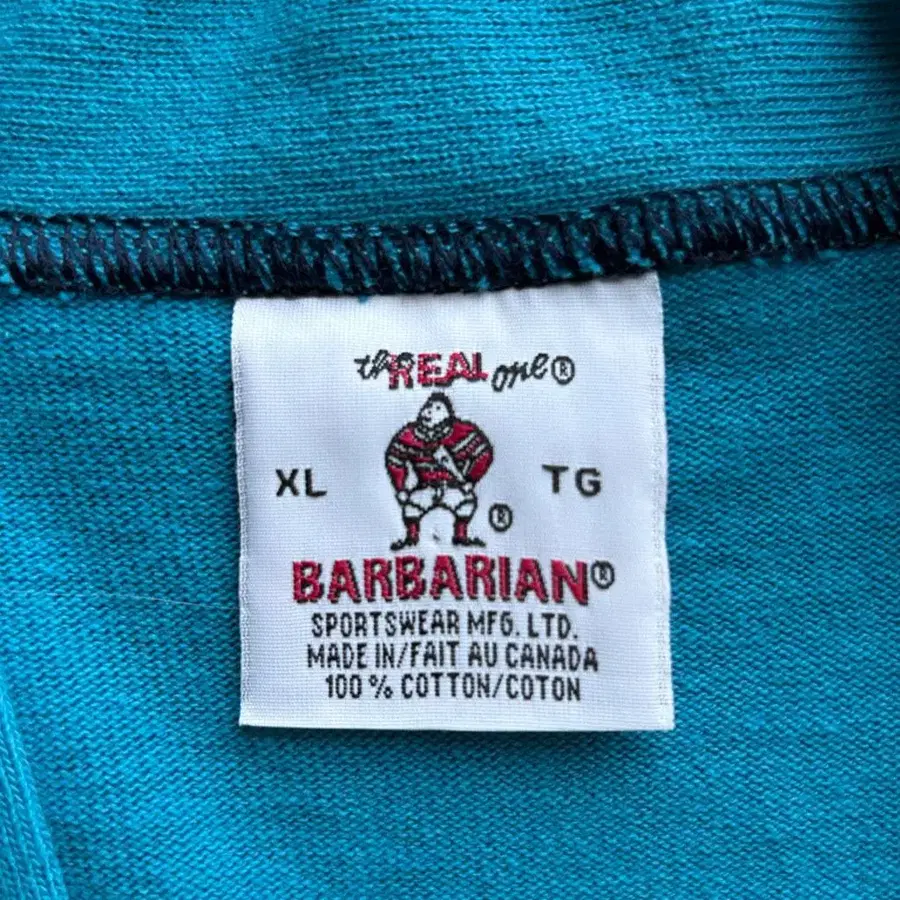 the REAL one®
XL TG
®
BARBARIAN®
SPORTSWEAR MFG. LTD.
MADE IN/FAIT AU CANADA
100 % COTTON/COTON